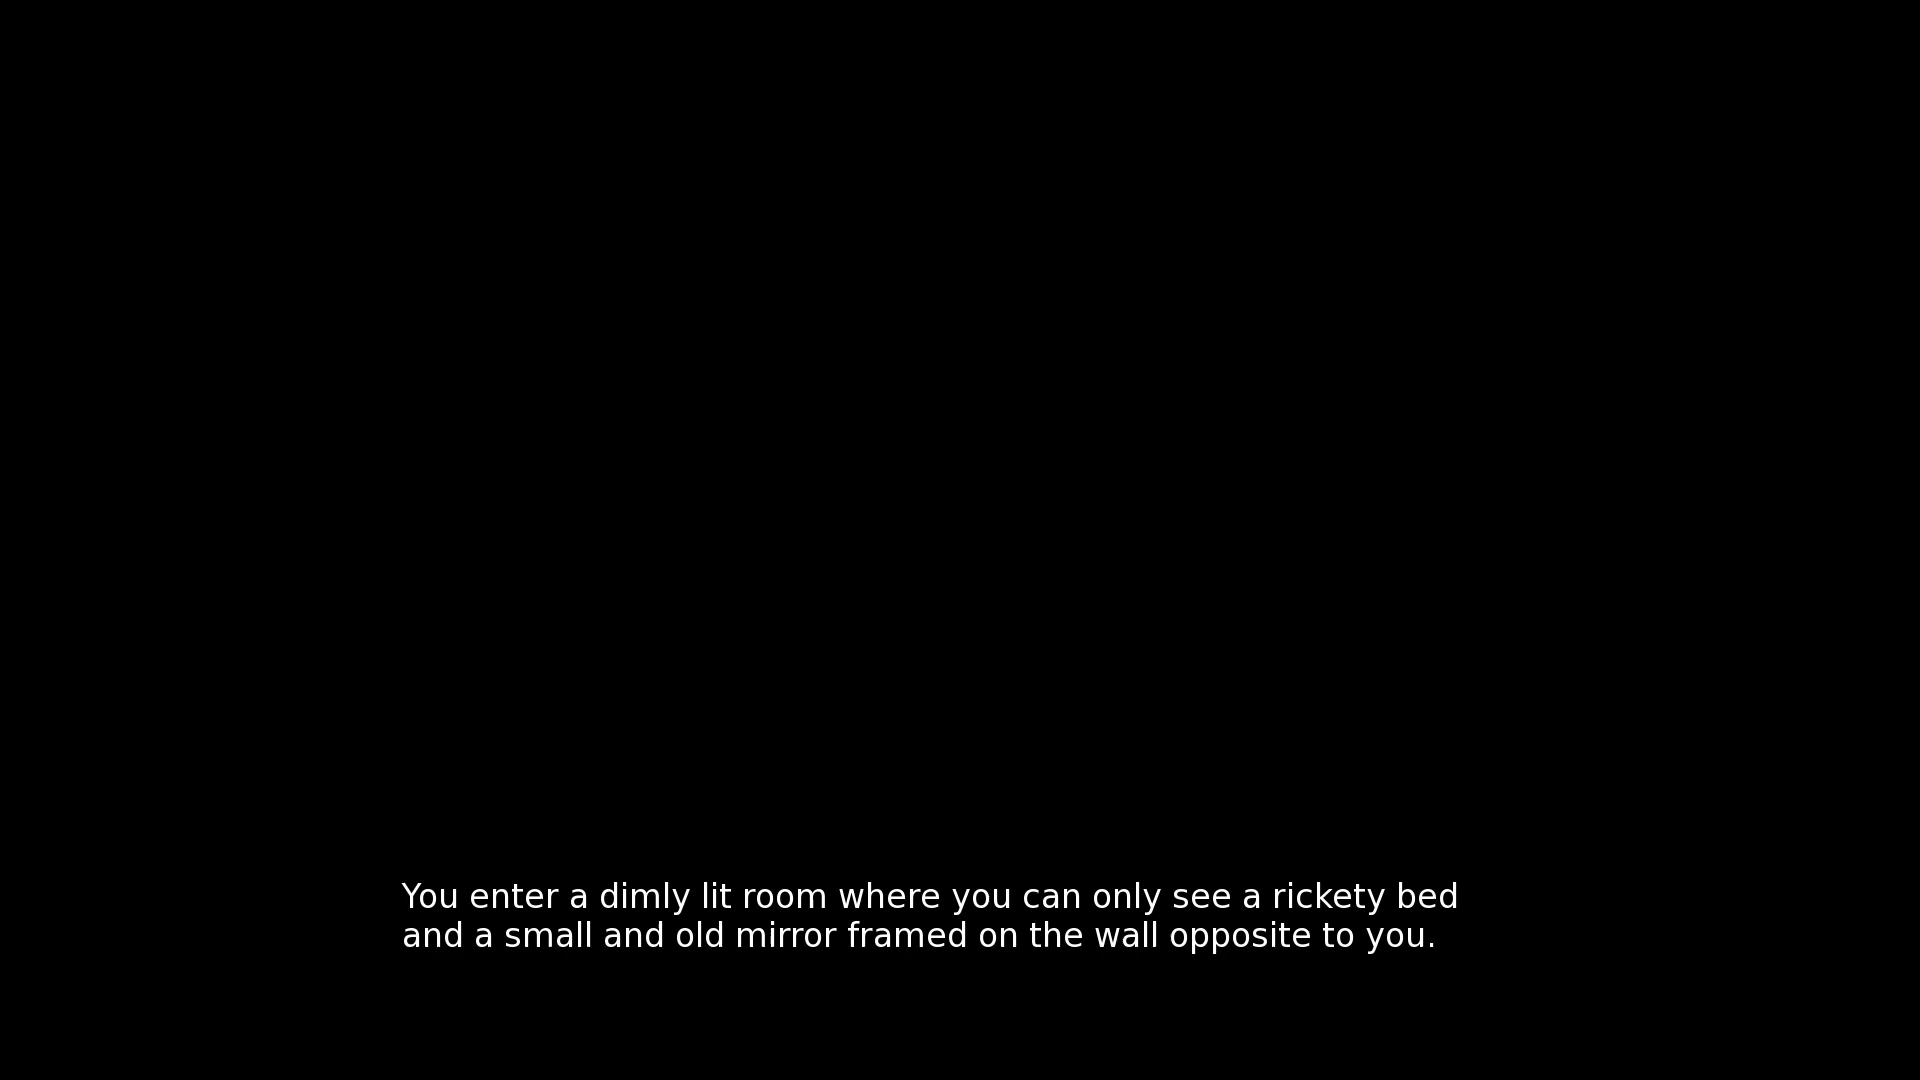 You enter a dimly lit room where you can only see a rickety bed
and a small and old mirror framed on the wall opposite to you.